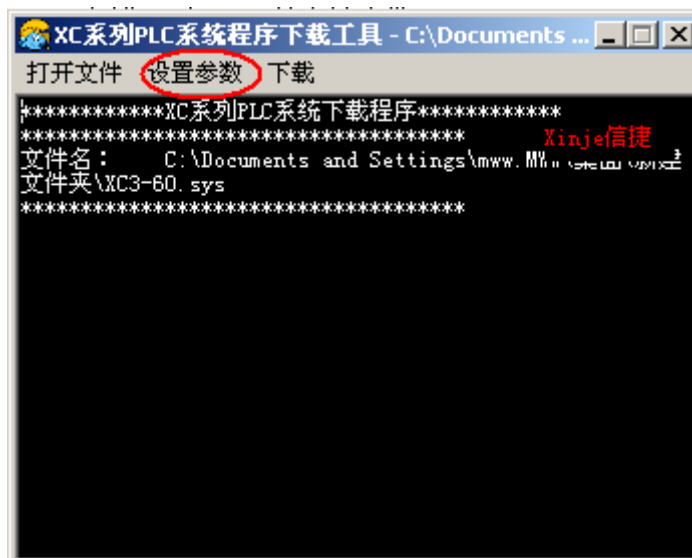 XC系列PLC系统程序下载工具 - C:\Documents ...
打开文件 设置参数 下载
************XC系列PLC系统下载程序************
*************************************
Xinje信捷
文件名： C:\Documents and Settings\mww.
文件夹\XC3-60.sys
*************************************